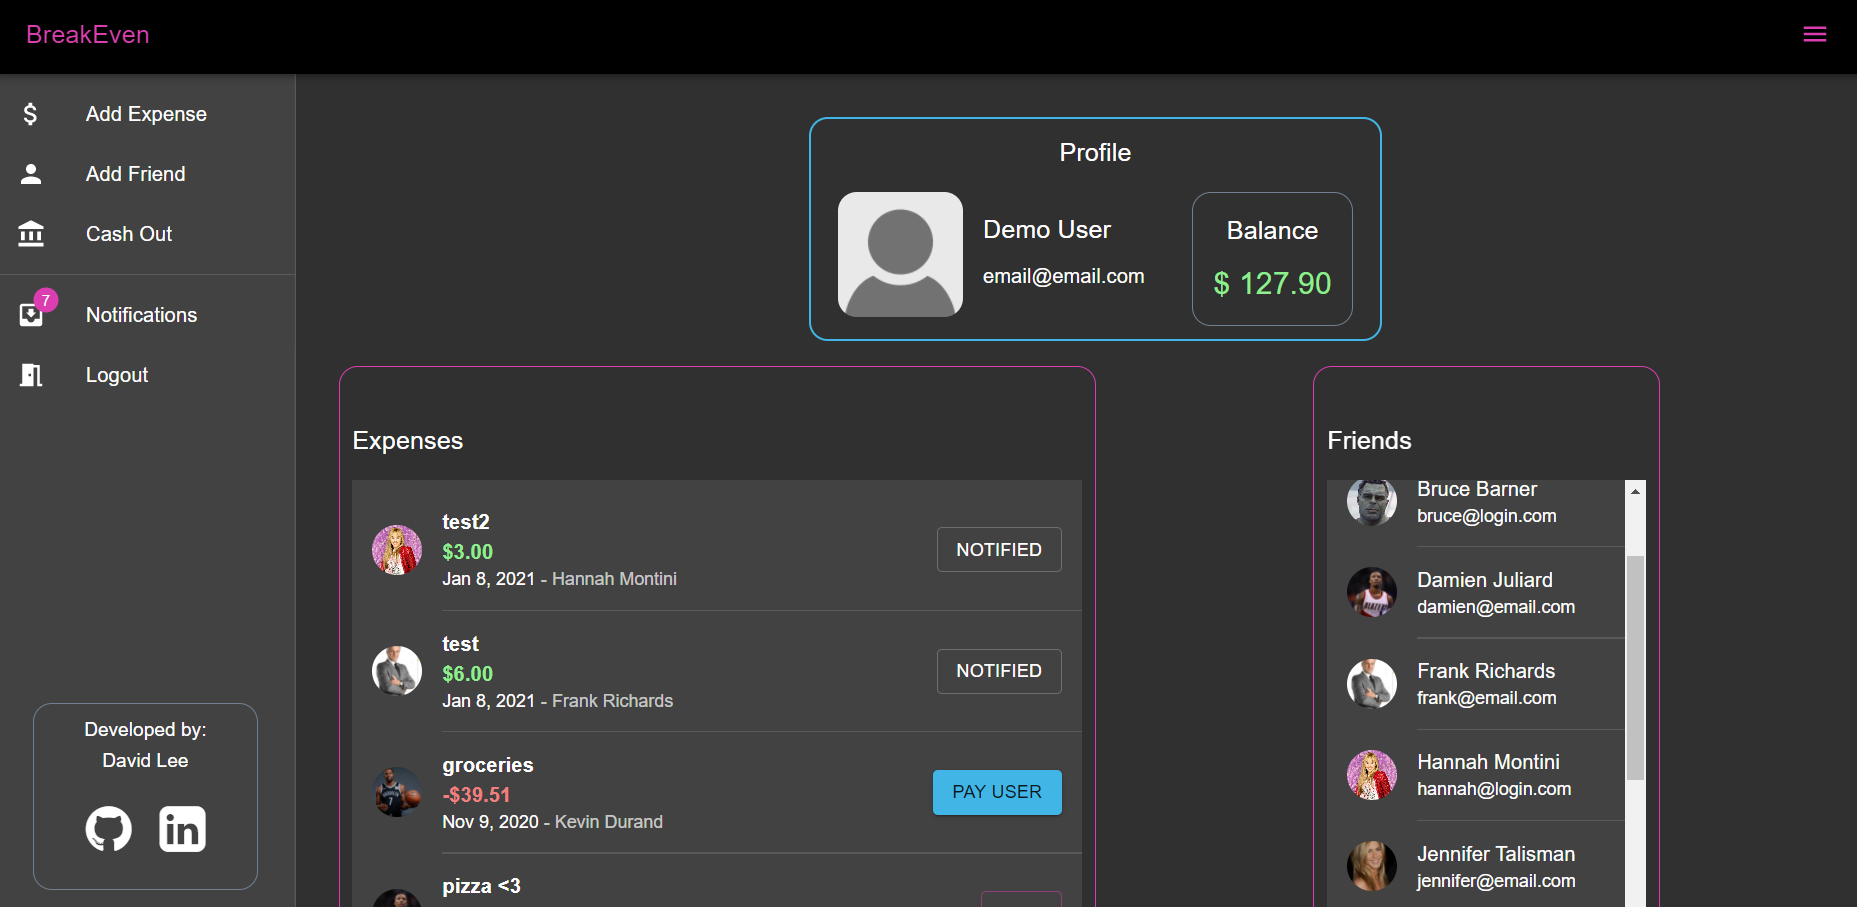 BreakEven
Add Expense
Add Friend
Cash Out
7
Notifications
Logout
Developed by:
David Lee
in
Profile
Demo User
email@email.com
Balance
$ 127.90
Expenses
test2
$3.00
Jan 8, 2021 - Hannah Montini
NOTIFIED
test
$6.00
Jan 8, 2021 - Frank Richards
NOTIFIED
groceries
-$39.51
Nov 9, 2020 - Kevin Durand
PAY USER
pizza <3
Friends
Bruce Barner
bruce@login.com
Damien Juliard
damien@email.com
Frank Richards
frank@email.com
Hannah Montini
hannah@login.com
Jennifer Talisman
jennifer@email.com